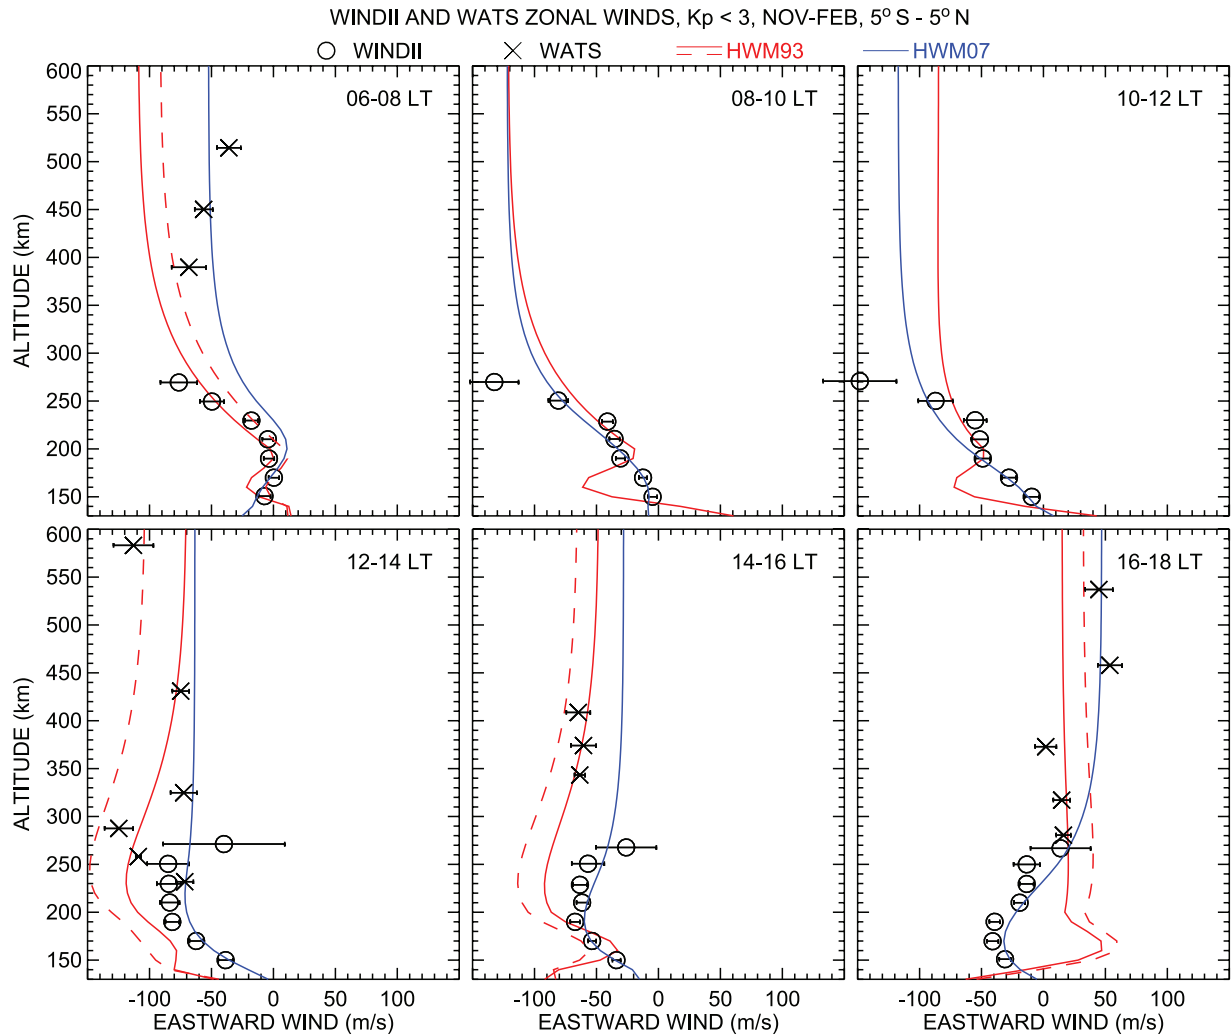 WINDII AND WATS ZONAL WINDS, Kp < 3, NOV-FEB, 5° S - 5° N
WINDII WATS HWM93 HWM07
600
550
500
450
400
350
300
250
200
150
ALTITUDE (km)
06-08 LT
08-10 LT
10-12 LT
600
550
500
450
400
350
300
250
200
150
ALTITUDE (km)
12-14 LT
14-16 LT
16-18 LT
-100 -50 0 50 100
-100 -50 0 50 100
-100 -50 0 50 100
EASTWARD WIND (m/s)
EASTWARD WIND (m/s)
EASTWARD WIND (m/s)